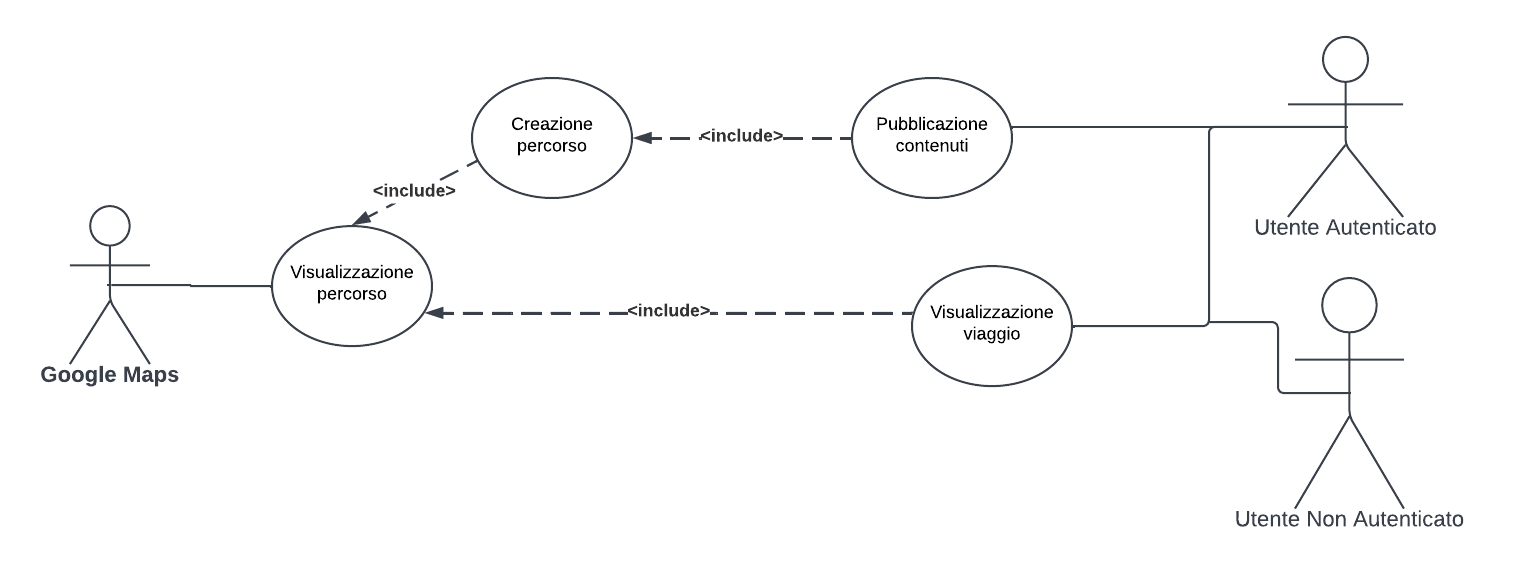 Creazione
percorso
<include>
Pubblicazione
contenuti
<include>
Utente Autenticato
Visualizzazione
percorso
Google Maps
<include>
Visualizzazione
viaggio
Utente Non Autenticato